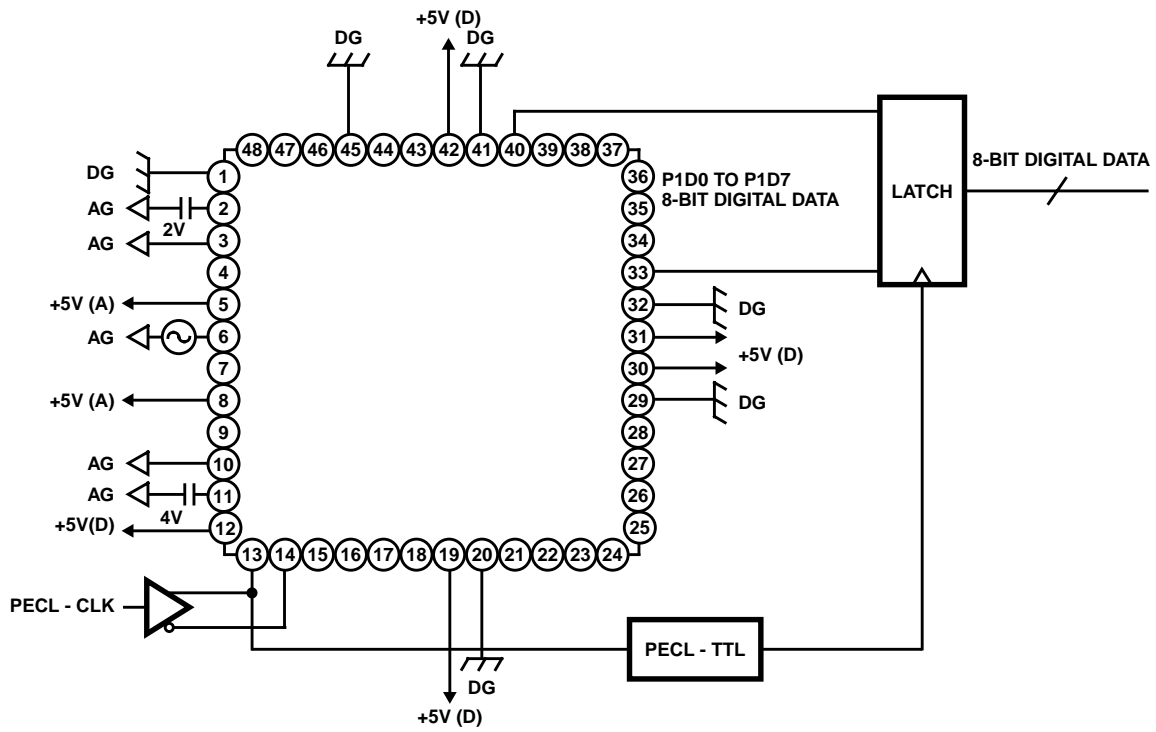 +5V (D)
DG
DG
48 47 46 45 44 43 42 41 40 39 38 37
DG
1
AG
2
2V
AG
3
4
+5V (A)
5
AG
6
7
+5V (A)
8
9
AG
10
AG
11
4V
+5V(D)
12
36
P1D0 TO P1D7
8-BIT DIGITAL DATA
35
34
33
32
DG
31
+5V (D)
30
29
DG
28
27
26
25
LATCH
8-BIT DIGITAL DATA
13 14 15 16 17 18 19 20 21 22 23 24
PECL - CLK
PECL - TTL
DG
+5V (D)